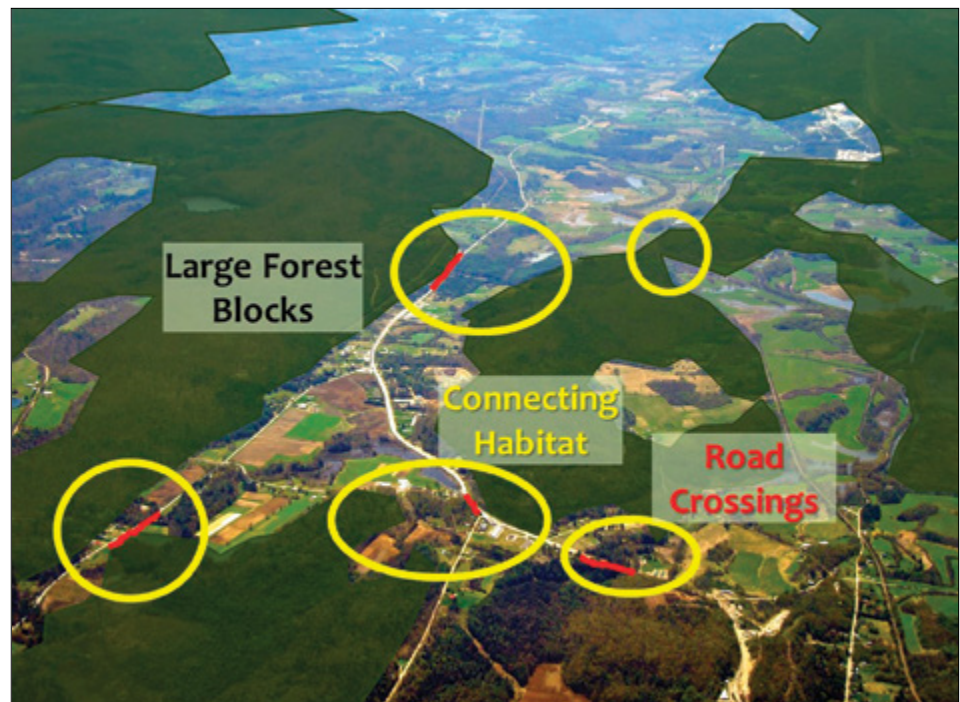 Large Forest
Blocks
Connecting
Habitat
Road
Crossings